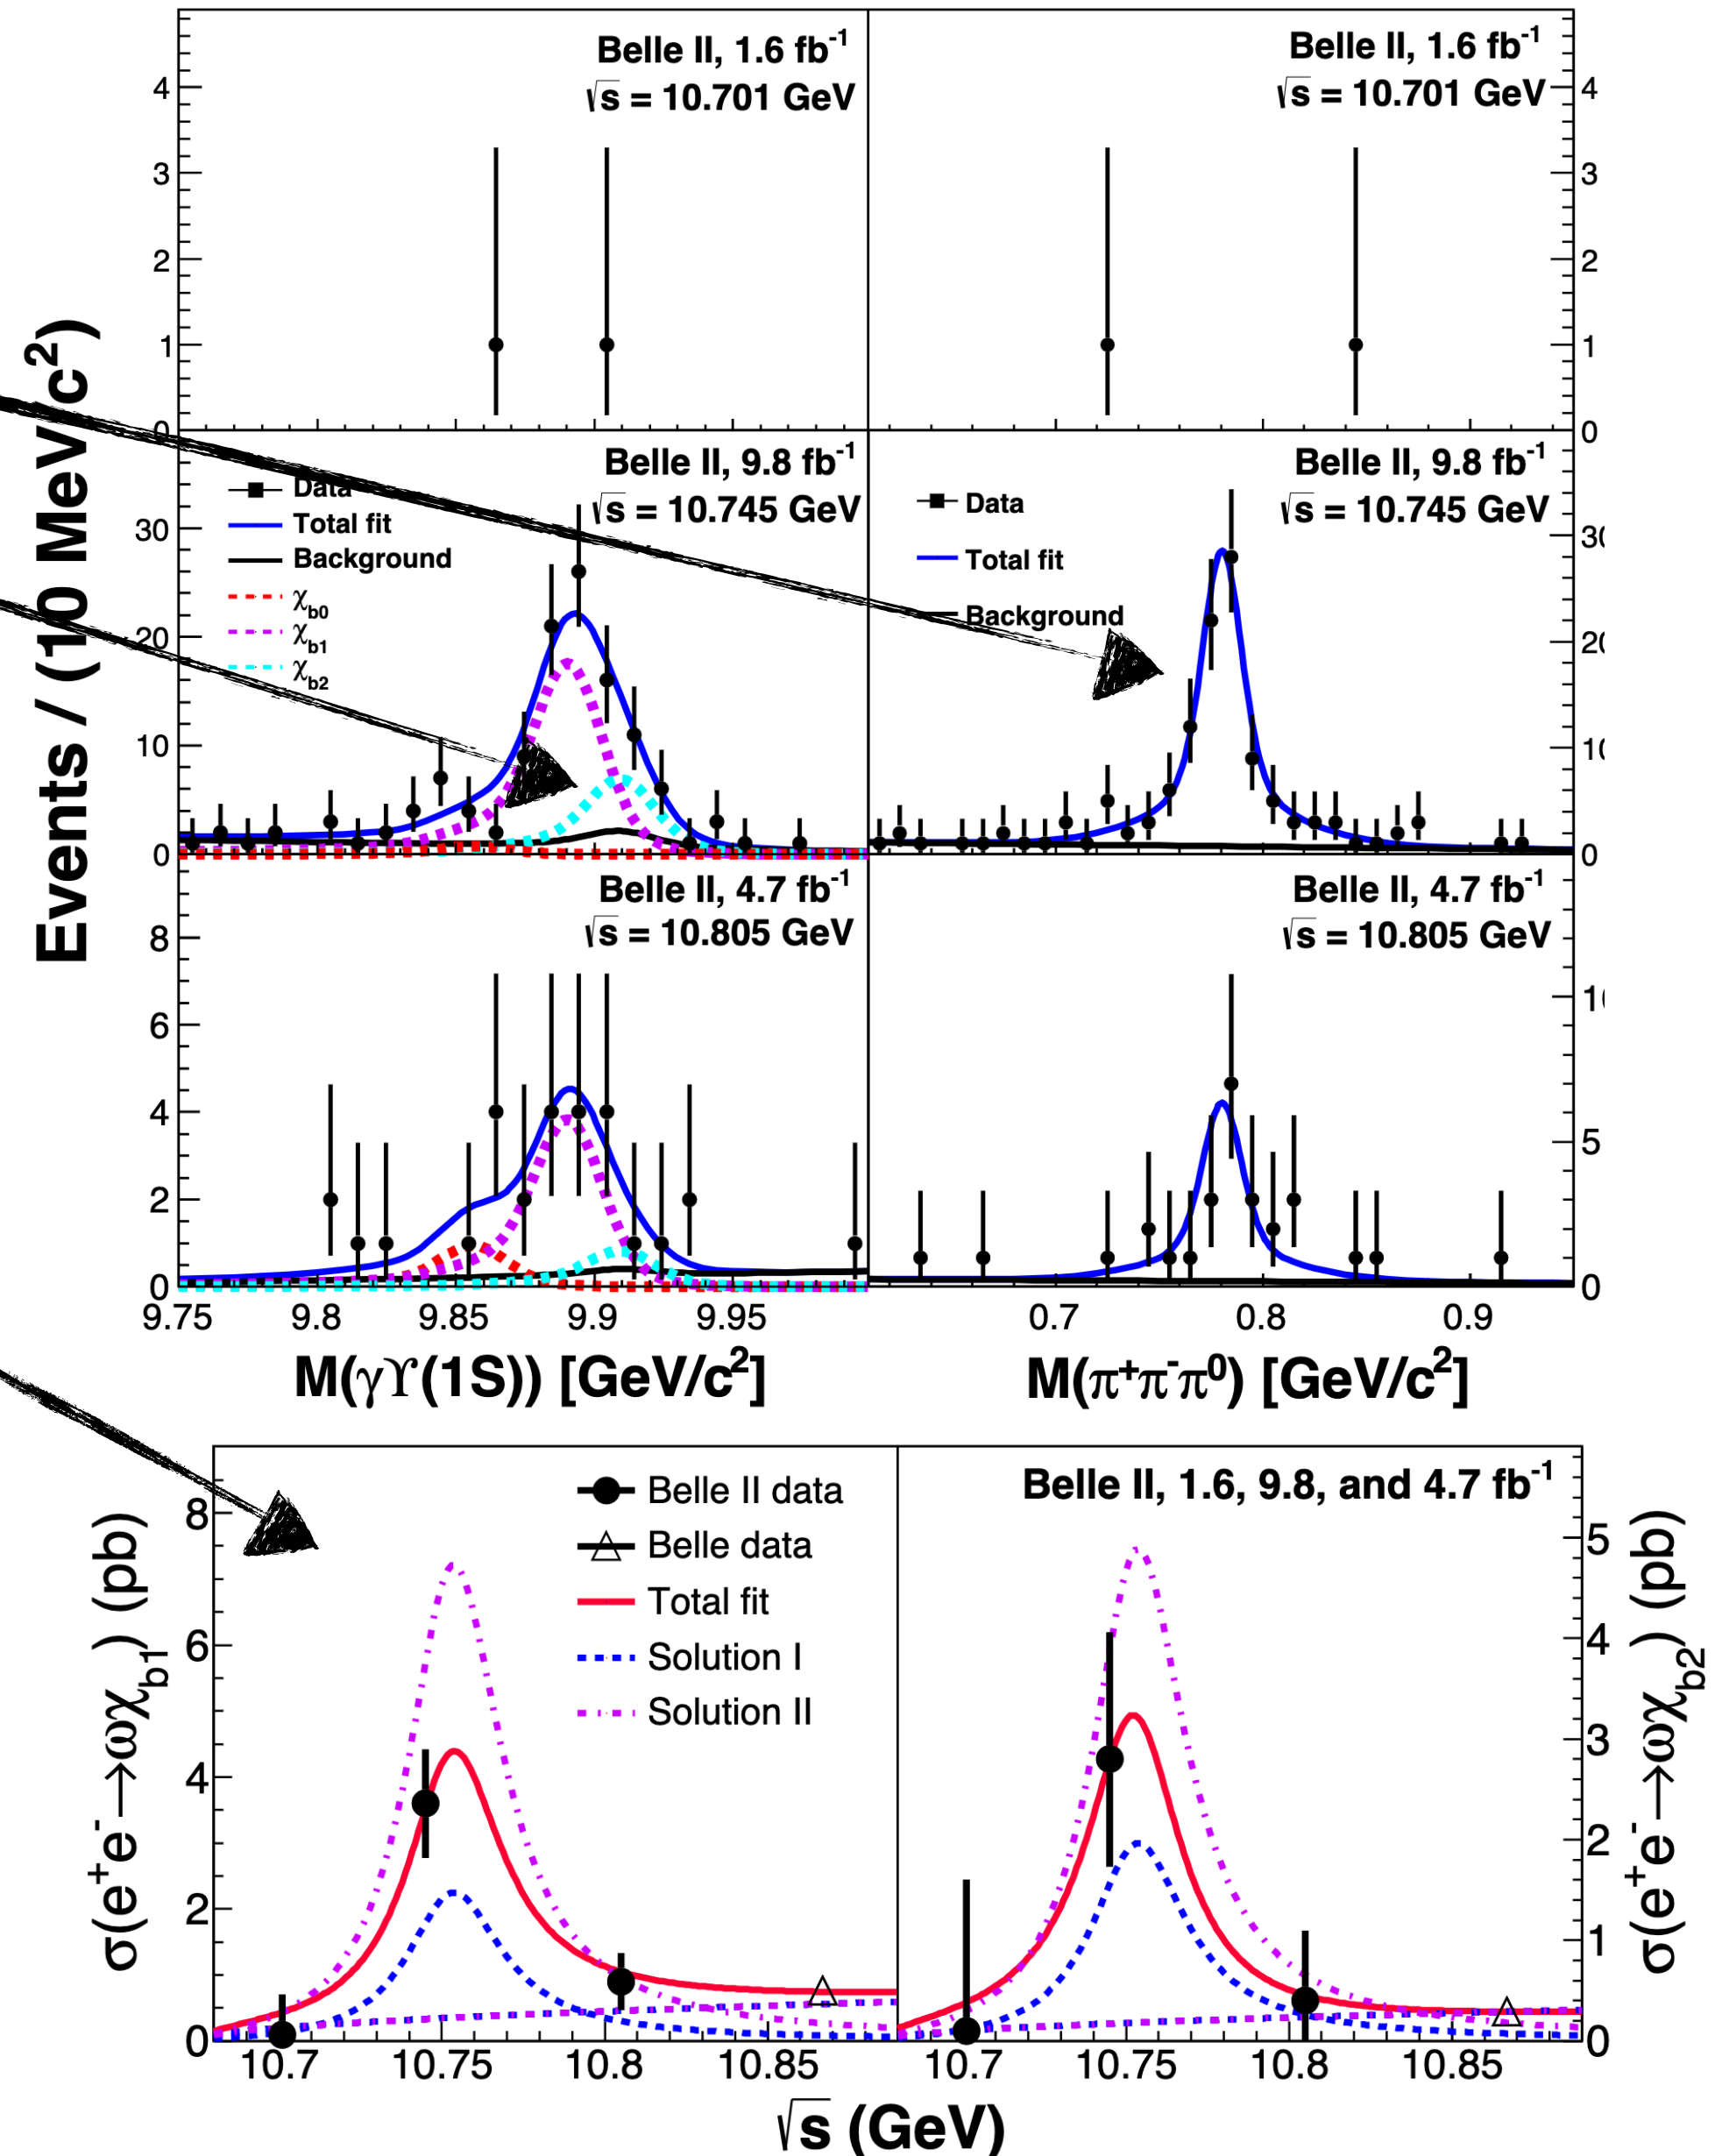 Belle II, 1.6 fb⁻¹
√s = 10.701 GeV
Belle II, 1.6 fb⁻¹
√s = 10.701 GeV
4
3
2
1
0
4
3
2
1
0
Events / (10 MeV/c²)
Belle II, 9.8 fb⁻¹
√s = 10.745 GeV
Data
Total fit
Background
χb0
χb1
χb2
30
20
10
0
Belle II, 9.8 fb⁻¹
√s = 10.745 GeV
Data
Total fit
Background
0
Belle II, 4.7 fb⁻¹
√s = 10.805 GeV
8
6
4
2
0
Belle II, 4.7 fb⁻¹
√s = 10.805 GeV
5
0
9.75 9.8 9.85 9.9 9.95
0.7 0.8 0.9
M(γΥ(1S)) [GeV/c²]
M(π⁺π⁻π⁰) [GeV/c²]
Belle II data
Belle data
Total fit
Solution I
Solution II
Belle II, 1.6, 9.8, and 4.7 fb⁻¹
σ(e⁺e⁻→ωχb1) (pb)
8
6
4
2
0
5
4
3
2
1
0
σ(e⁺e⁻→ωχb2) (pb)
10.7 10.75 10.8 10.85
10.7 10.75 10.8 10.85
√s (GeV)